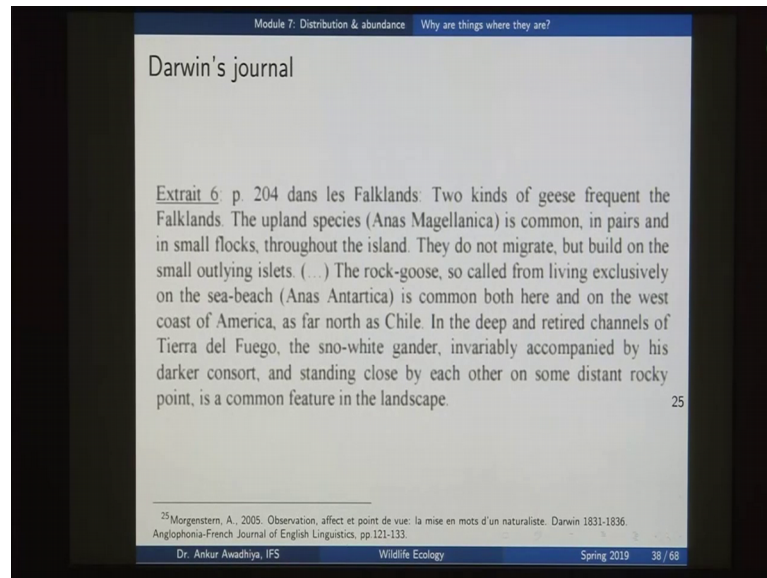 Module 7: Distribution & abundance Why are things where they are?
Darwin's journal
Extrait 6: p. 204 dans les Falklands: Two kinds of geese frequent the
Falklands. The upland species (Anas Magellanica) is common, in pairs and
in small flocks, throughout the island. They do not migrate, but build on the
small outlying islets. (...) The rock-goose, so called from living exclusively
on the sea-beach (Anas Antartica) is common both here and on the west
coast of America, as far north as Chile. In the deep and retired channels of
Tierra del Fuego, the sno-white gander, invariably accompanied by his
darker consort, and standing close by each other on some distant rocky
point, is a common feature in the landscape.
25
25 Morgenstern, A., 2005. Observation, affect et point de vue: la mise en mots d'un naturaliste. Darwin 1831-1836.
Anglophonia-French Journal of English Linguistics, pp.121-133.
Dr. Ankur Awadhiya, IFS Wildlife Ecology Spring 2019 38 / 68